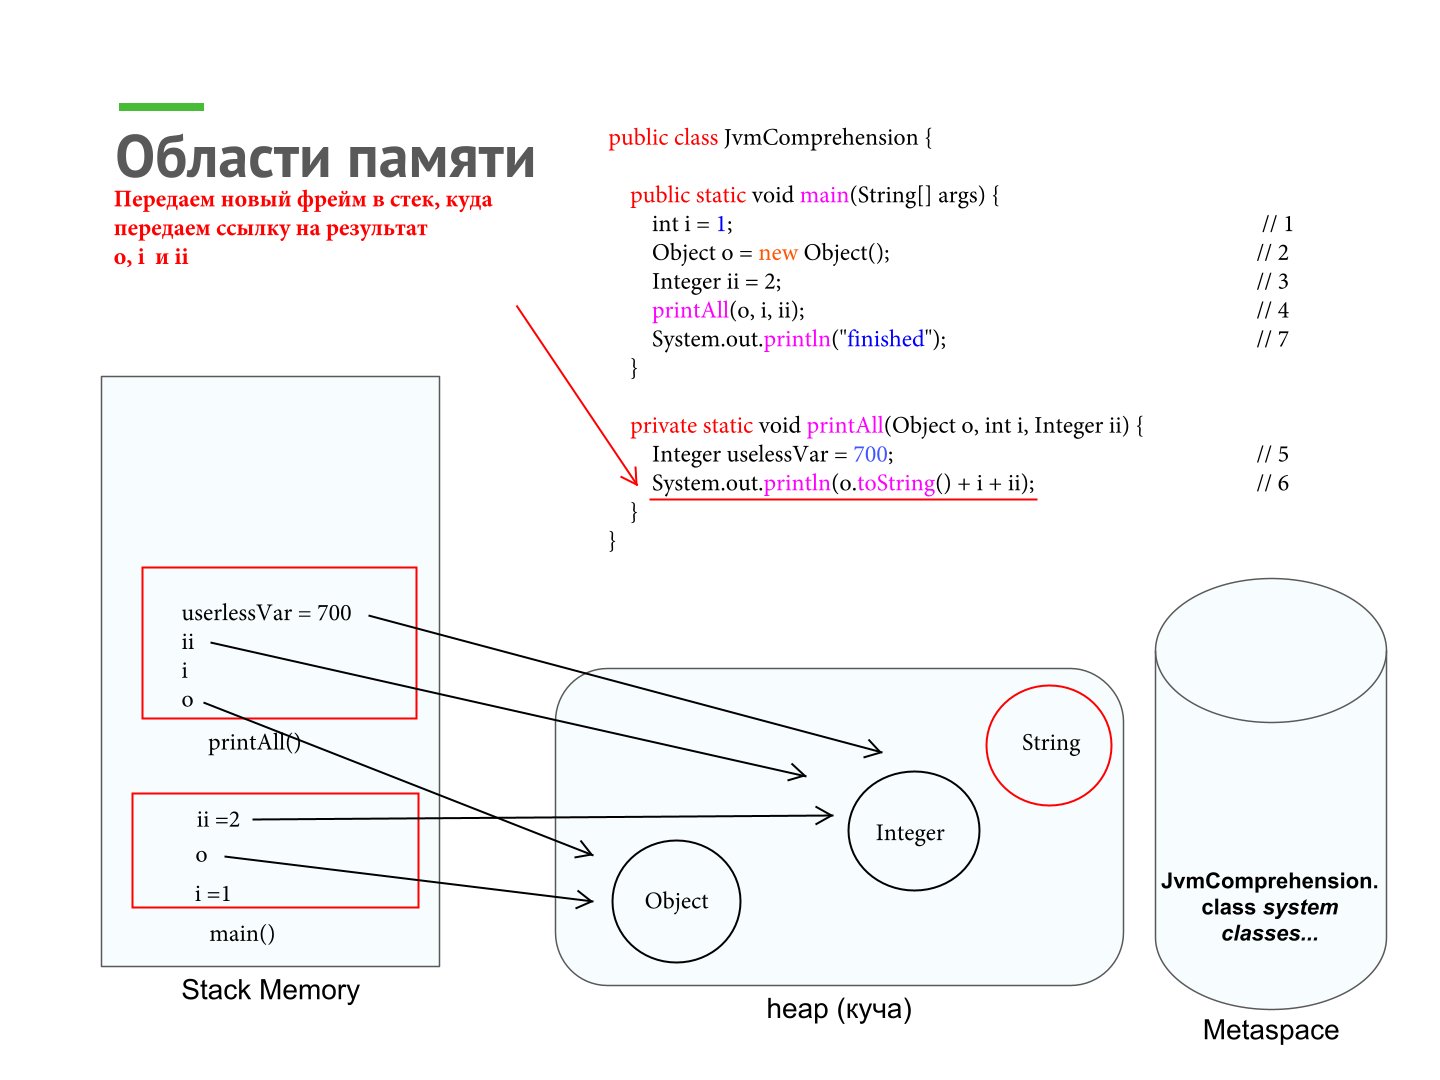 Области памяти
Передаем новый фрейм в стек, куда
передаем ссылку на результат
o, i и ii
public class JvmComprehension {
public static void main(String[] args) {
int i = 1; // 1
Object o = new Object(); // 2
Integer ii = 2; // 3
printAll(o, i, ii); // 4
System.out.println("finished"); // 7
}
private static void printAll(Object o, int i, Integer ii) {
Integer uselessVar = 700; // 5
System.out.println(o.toString() + i + ii); // 6
}
}
userlessVar = 700
ii
i
o
printAll()
ii =2
o
i =1
main()
Stack Memory
String
Integer
Object
heap (куча)
JvmComprehension.
class system
classes...
Metaspace